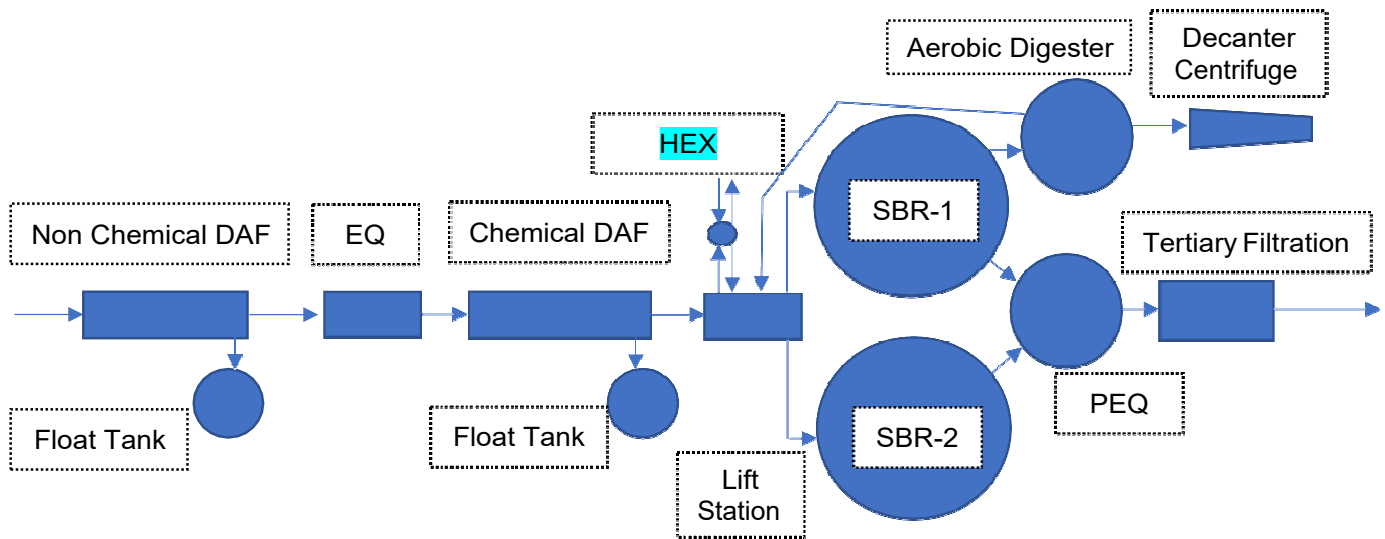 Aerobic Digester
Decanter
Centrifuge
HEX
Non Chemical DAF
EQ
Chemical DAF
SBR-1
Tertiary Filtration
Float Tank
Float Tank
SBR-2
PEQ
Lift
Station